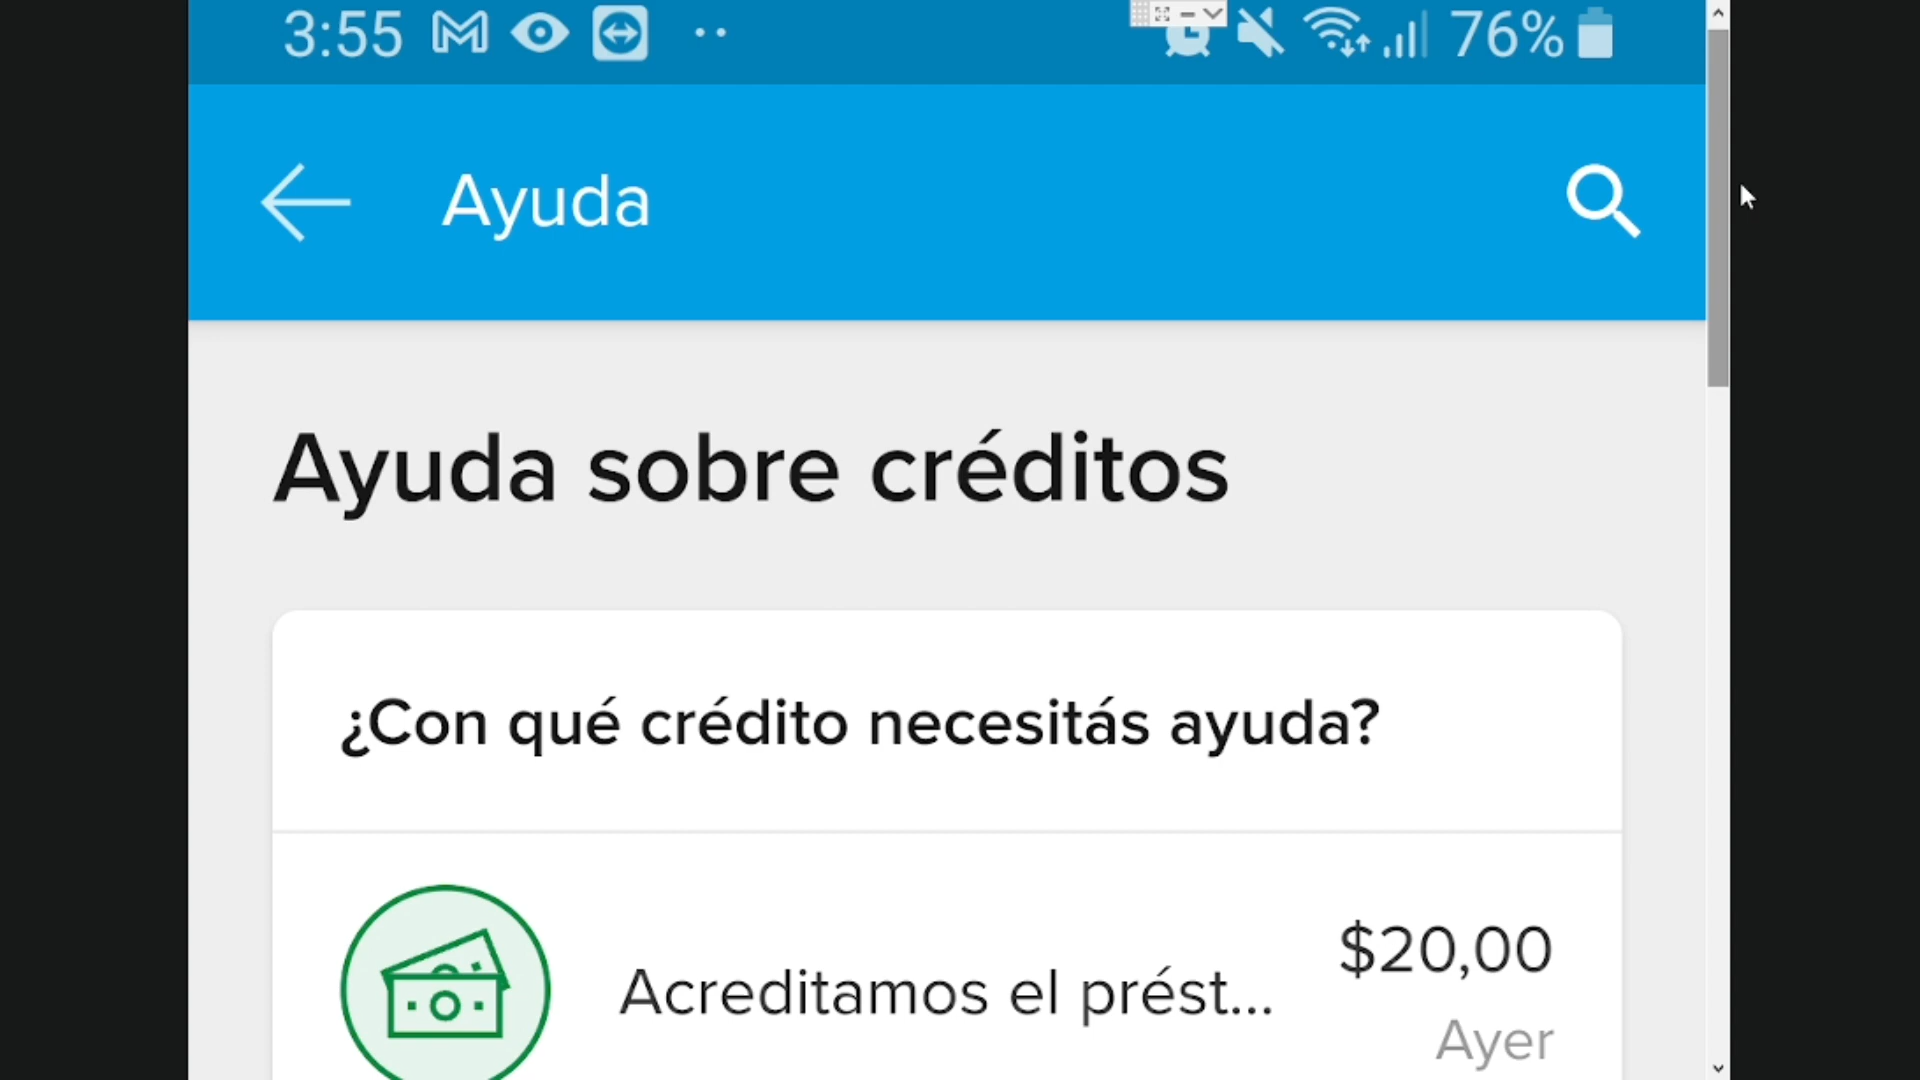 3:55 76%
Ayuda
Ayuda sobre créditos
¿Con qué crédito necesitás ayuda?
Acreditamos el prést... $20,00
Ayer